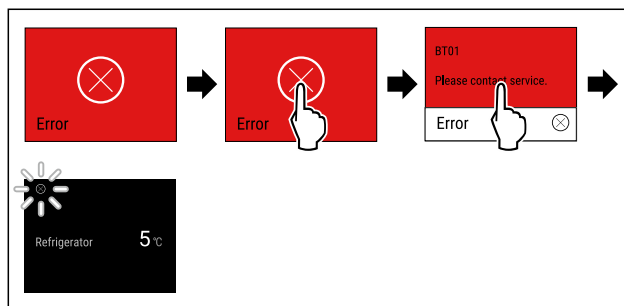 Error
Error
BT01
Please contact service.
Error
Refrigerator 5 °C